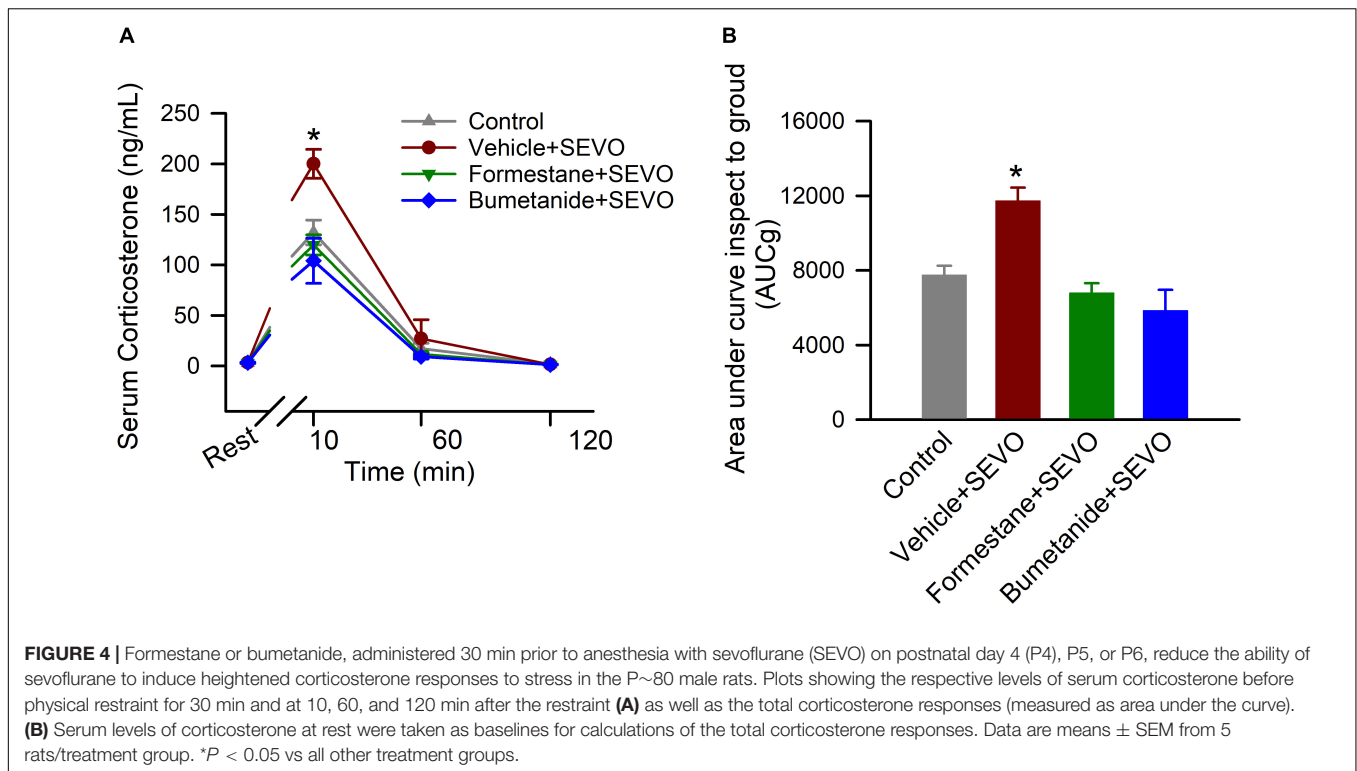 A
Serum Corticosterone (ng/mL)
250
200
150
100
50
0
*
Control
Vehicle+SEVO
Formestane+SEVO
Bumetanide+SEVO
Rest
10
60
120
Time (min)
B
Area under curve inspect to groud
(AUCg)
16000
12000
8000
4000
0
*
Control
Vehicle+SEVO
Formestane+SEVO
Bumetanide+SEVO
FIGURE 4 | Formestane or bumetanide, administered 30 min prior to anesthesia with sevoflurane (SEVO) on postnatal day 4 (P4), P5, or P6, reduce the ability of
sevoflurane to induce heightened corticosterone responses to stress in the P~80 male rats. Plots showing the respective levels of serum corticosterone before
physical restraint for 30 min and at 10, 60, and 120 min after the restraint (A) as well as the total corticosterone responses (measured as area under the curve).
(B) Serum levels of corticosterone at rest were taken as baselines for calculations of the total corticosterone responses. Data are means ± SEM from 5
rats/treatment group. *P < 0.05 vs all other treatment groups.